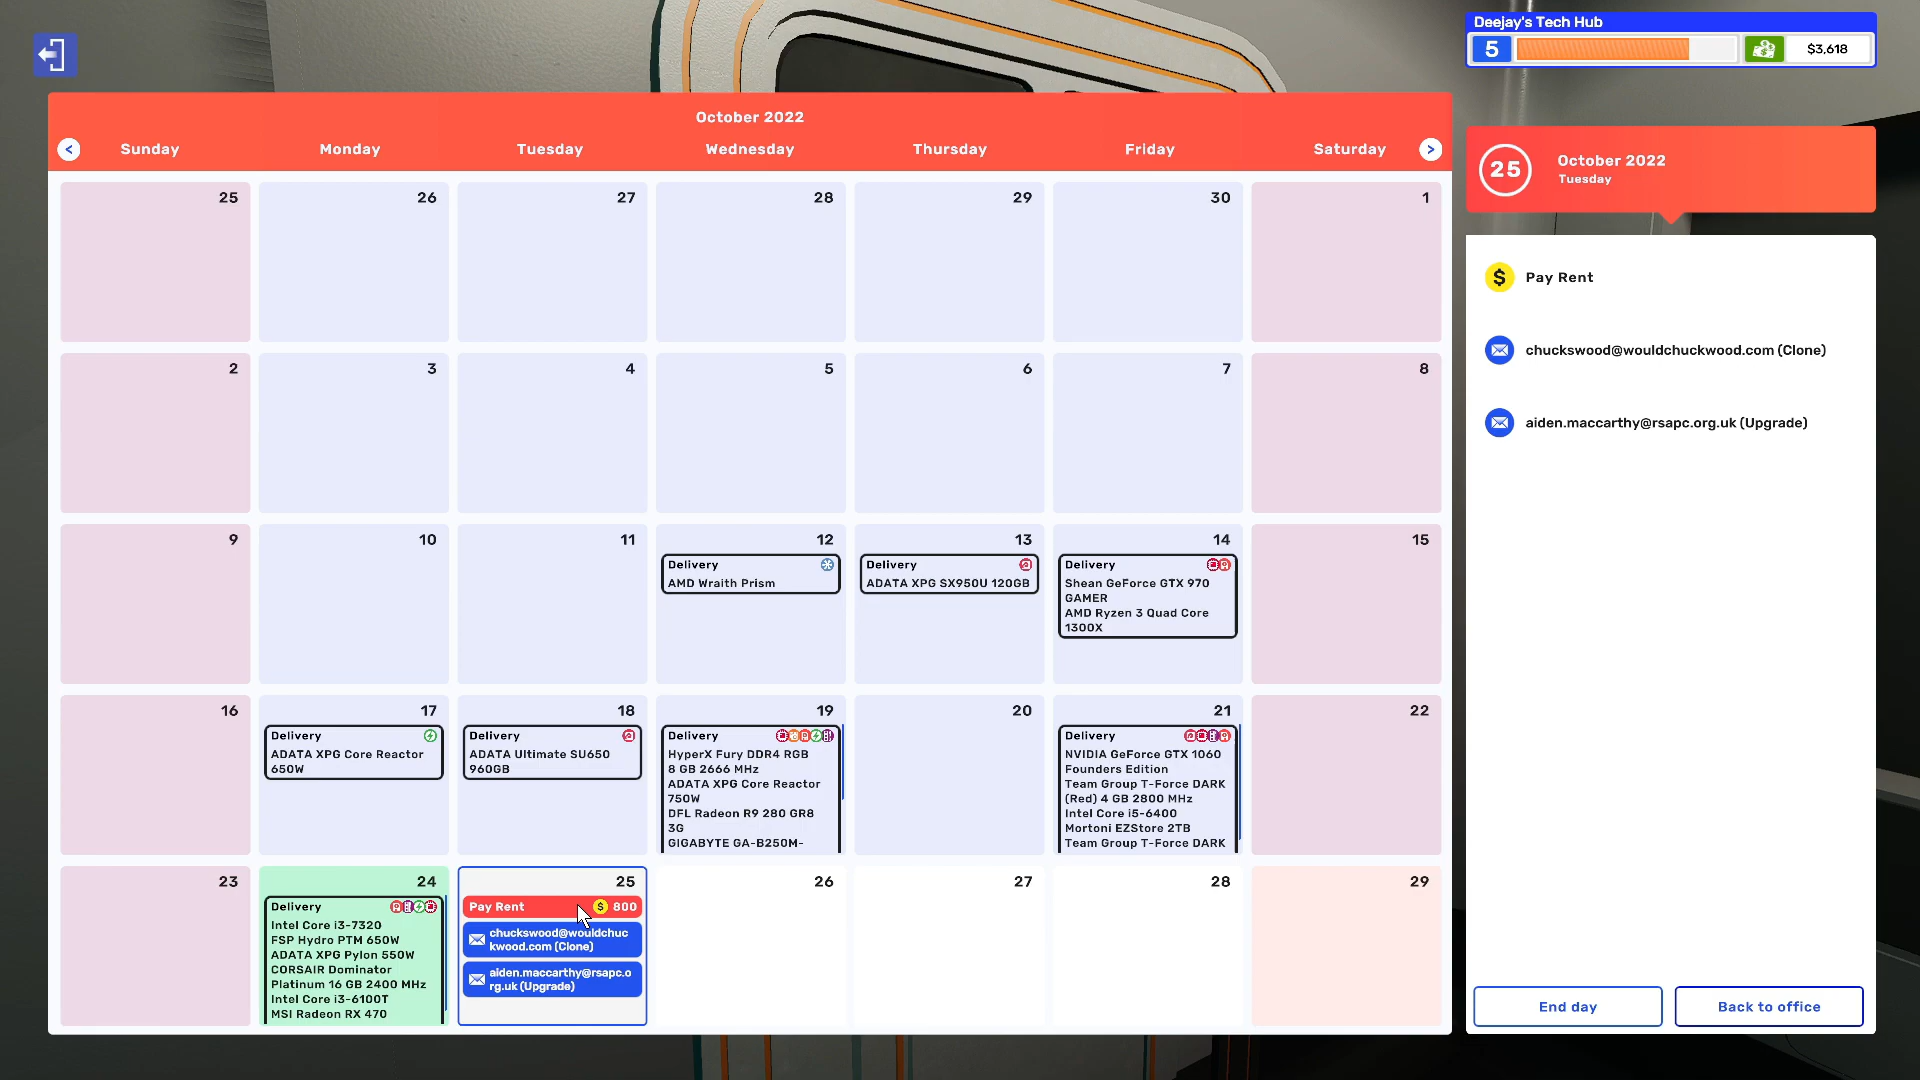 Deejay's Tech Hub
5
$3,618
October 2022
<
Sunday
Monday
Tuesday
Wednesday
Thursday
Friday
Saturday
>
25
26
27
28
29
30
1
2
3
4
5
6
7
8
9
10
11
12
Delivery
AMD Wraith Prism
13
Delivery
ADATA XPG SX950U 120GB
14
Delivery
Shean GeForce GTX 970
GAMER
AMD Ryzen 3 Quad Core
1300X
15
16
17
Delivery
ADATA XPG Core Reactor
650W
18
Delivery
ADATA Ultimate SU650
960GB
19
Delivery
HyperX Fury DDR4 RGB
8 GB 2666 MHz
ADATA XPG Core Reactor
750W
DFL Radeon R9 280 GR8
3G
GIGABYTE GA-B250M-
20
21
Delivery
NVIDIA GeForce GTX 1060
Founders Edition
Team Group T-Force DARK
(Red) 4 GB 2800 MHz
Intel Core i5-6400
Mortoni EZStore 2TB
Team Group T-Force DARK
22
23
24
Delivery
Intel Core i3-7320
FSP Hydro PTM 650W
ADATA XPG Pylon 550W
CORSAIR Dominator
Platinum 16 GB 2400 MHz
Intel Core i3-6100T
MSI Radeon RX 470
25
Pay Rent $ 800
chuckswood@wouldchuc
kwood.com (Clone)
aiden.maccarthy@rsapc.o
rg.uk (Upgrade)
26
27
28
29
25
October 2022
Tuesday
$ Pay Rent
chuckswood@wouldchuckwood.com (Clone)
aiden.maccarthy@rsapc.org.uk (Upgrade)
End day
Back to office